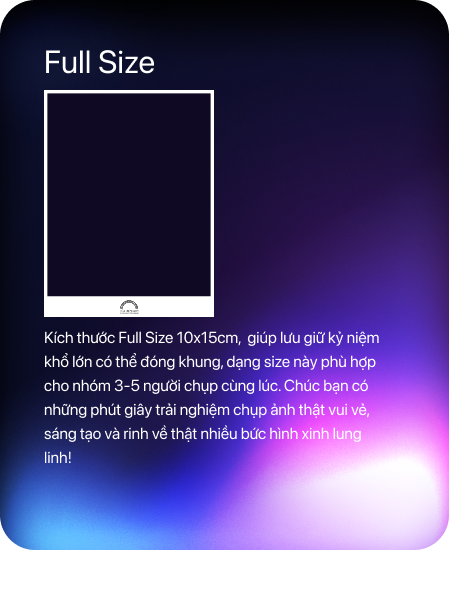 Full Size
Kích thước Full Size 10x15cm, giúp lưu giữ kỷ niệm
khổ lớn có thể đóng khung, dạng size này phù hợp
cho nhóm 3-5 người chụp cùng lúc. Chúc bạn có
những phút giây trải nghiệm chụp ảnh thật vui vẻ,
sáng tạo và rinh về thật nhiều bức hình xinh lung
linh!